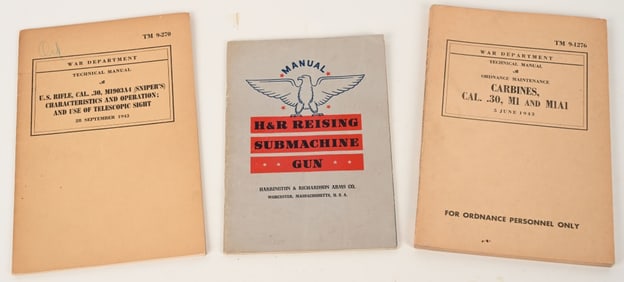 TM 9-270
WAR DEPARTMENT
TECHNICAL MANUAL
U.S. RIFLE, CAL. .30, M1903A4 (SNIPER'S)
CHARACTERISTICS AND OPERATION;
AND USE OF TELESCOPIC SIGHT
28 SEPTEMBER 1943
MANUAL
H&R REISING
SUBMACHINE
GUN
HARRINGTON & RICHARDSON ARMS CO.
WORCESTER, MASSACHUSETTS, U. S. A.
TM 9-1276
WAR DEPARTMENT
TECHNICAL MANUAL
ORDNANCE MAINTENANCE
CARBINES,
CAL. .30, M1 AND M1A1
5 JUNE 1943
FOR ORDNANCE PERSONNEL ONLY